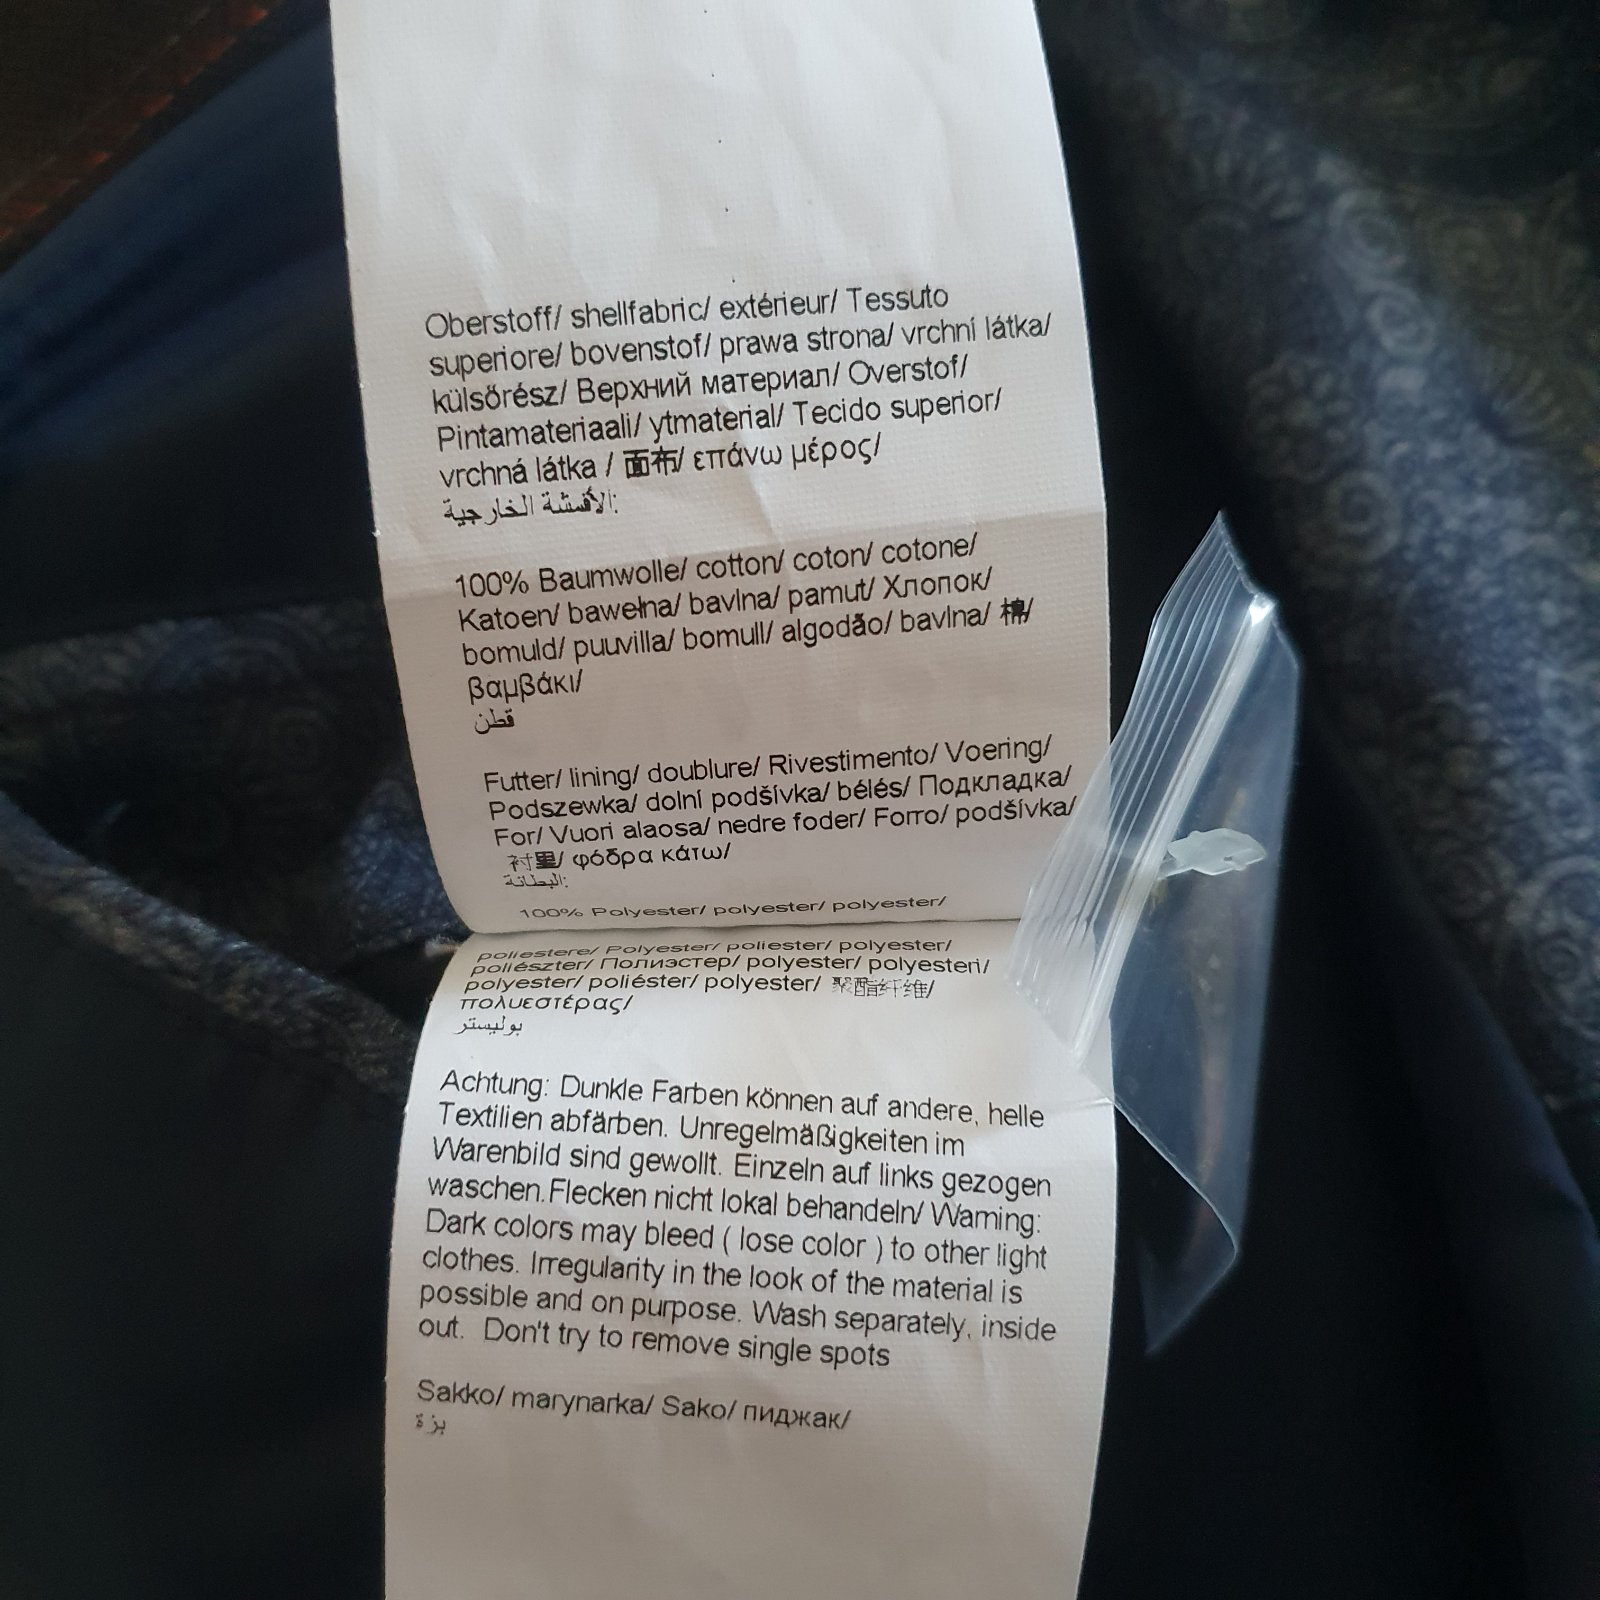 Oberstoff/ shellfabric/ extérieur/ Tessuto
superiore/ bovenstof/ prawa strona/ vrchní látka/
külsőrész/ Верхний материал/ Overstof/
Pintamateriaali/ ytmaterial/ Tecido superior/
vrchná látka / 面布/ επάνω μέρος/
الأقمشة الخارجية:
100% Baumwolle/ cotton/ coton/ cotone/
Katoen/ bawełna/ bavlna/ pamut/ Хлопок/
bomuld/ puuvilla/ bomull/ algodão/ bavlna/ 棉/
βαμβάκι/
قطن
Futter/ lining/ doublure/ Rivestimento/ Voering/
Podszewka/ dolní podšívka/ bélés/ Подкладка/
For/ Vuori alaosa/ nedre foder/ Forro/ podšívka/
衬里/ φόδρα κάτω/
البطانة:
100% Polyester/ polyester/ polyester/
poliestere/ Polyester/ poliester/ polyester/
poliészter/ Полиэстер/ polyester/ polyesteri/
polyester/ poliéster/ polyester/ 聚酯纤维/
πολυεστέρας/
بوليستر
Achtung: Dunkle Farben können auf andere, helle
Textilien abfärben. Unregelmäßigkeiten im
Warenbild sind gewollt. Einzeln auf links gezogen
waschen.Flecken nicht lokal behandeln/ Warning:
Dark colors may bleed ( lose color ) to other light
clothes. Irregularity in the look of the material is
possible and on purpose. Wash separately, inside
out. Don't try to remove single spots
Sakko/ marynarka/ Sako/ пиджак/
بزة